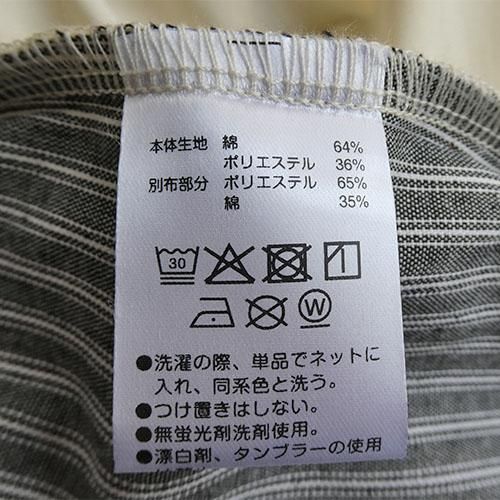 本体生地 綿 64%
ポリエステル 36%
別布部分 ポリエステル 65%
綿 35%
30
W
●洗濯の際、単品でネットに
入れ、同系色と洗う。
●つけ置きはしない。
●無蛍光剤洗剤使用。
●漂白剤、タンブラーの使用